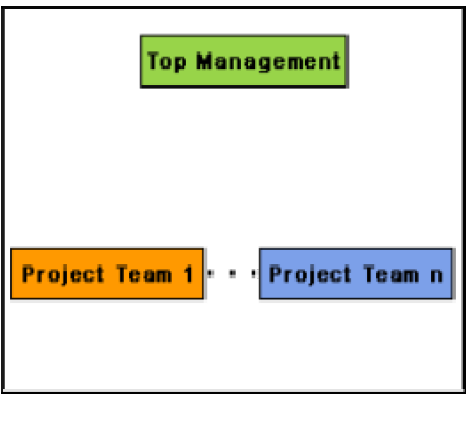 Top Management
Project Team 1 . . . Project Team n